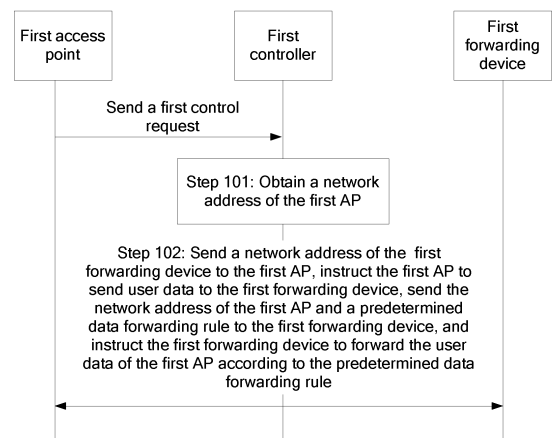 First access
point
First
controller
First
forwarding
device
Send a first control
request
Step 101: Obtain a network
address of the first AP
Step 102: Send a network address of the first
forwarding device to the first AP, instruct the first AP to
send user data to the first forwarding device, send the
network address of the first AP and a predetermined
data forwarding rule to the first forwarding device, and
instruct the first forwarding device to forward the user
data of the first AP according to the predetermined data
forwarding rule